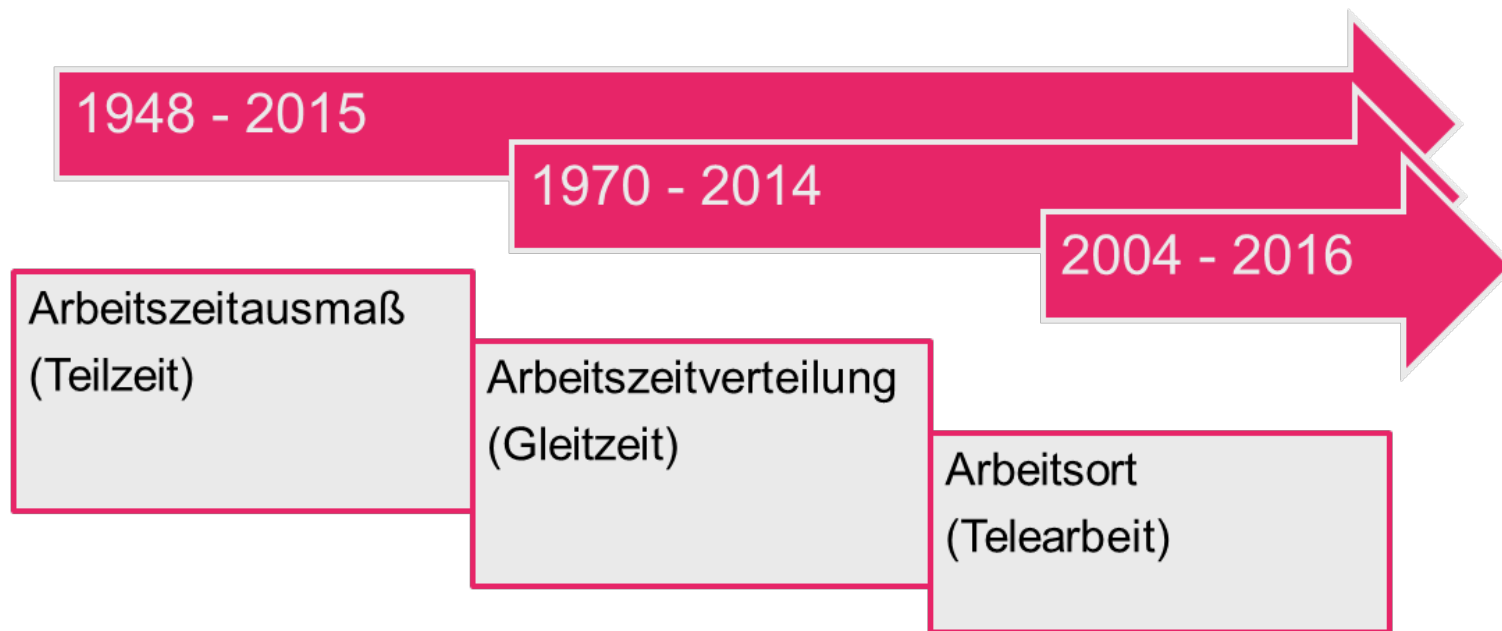 1948 - 2015
1970 - 2014
2004 - 2016
Arbeitszeitausmaß
(Teilzeit)
Arbeitszeitverteilung
(Gleitzeit)
Arbeitsort
(Telearbeit)